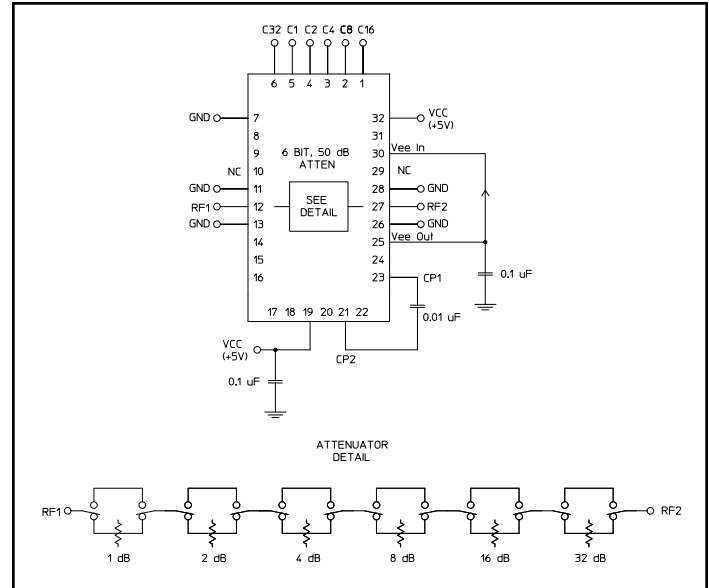 C32 C1 C2 C4 C8 C16
6 5 4 3 2 1
GND 7
8
9
NC 10
GND 11
RF1 12
GND 13
14
15
16
6 BIT, 50 dB
ATTEN
SEE
DETAIL
32 VCC
(+5V)
31
30 Vee In
29 NC
28 GND
27 RF2
26 GND
25 Vee Out
24
23 CP1
0.1 uF
0.01 uF
17 18 19 20 21 22
VCC
(+5V)
CP2
0.1 uF
ATTENUATOR
DETAIL
RF1 RF2
1 dB 2 dB 4 dB 8 dB 16 dB 32 dB